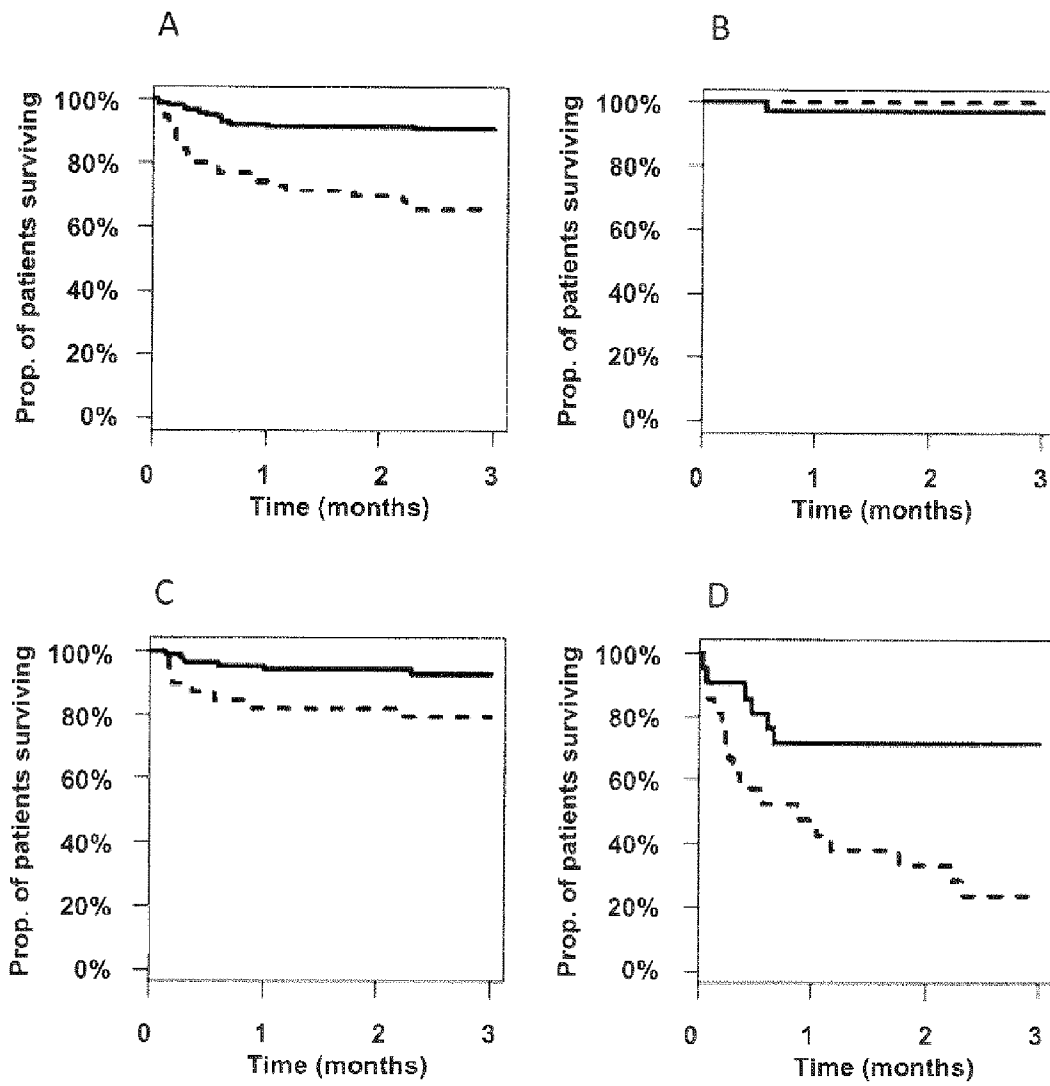 A
Prop. of patients surviving
100%
80%
60%
40%
20%
0%
0 1 2 3
Time (months)
B
Prop. of patients surviving
100%
80%
60%
40%
20%
0%
0 1 2 3
Time (months)
C
Prop. of patients surviving
100%
80%
60%
40%
20%
0%
0 1 2 3
Time (months)
D
Prop. of patients surviving
100%
80%
60%
40%
20%
0%
0 1 2 3
Time (months)